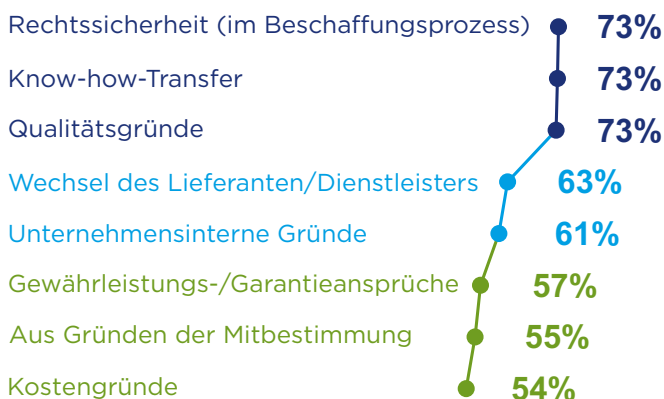 Rechtssicherheit (im Beschaffungsprozess) 73%
Know-how-Transfer 73%
Qualitätsgründe 73%
Wechsel des Lieferanten/Dienstleisters 63%
Unternehmensinterne Gründe 61%
Gewährleistungs-/Garantieansprüche 57%
Aus Gründen der Mitbestimmung 55%
Kostengründe 54%